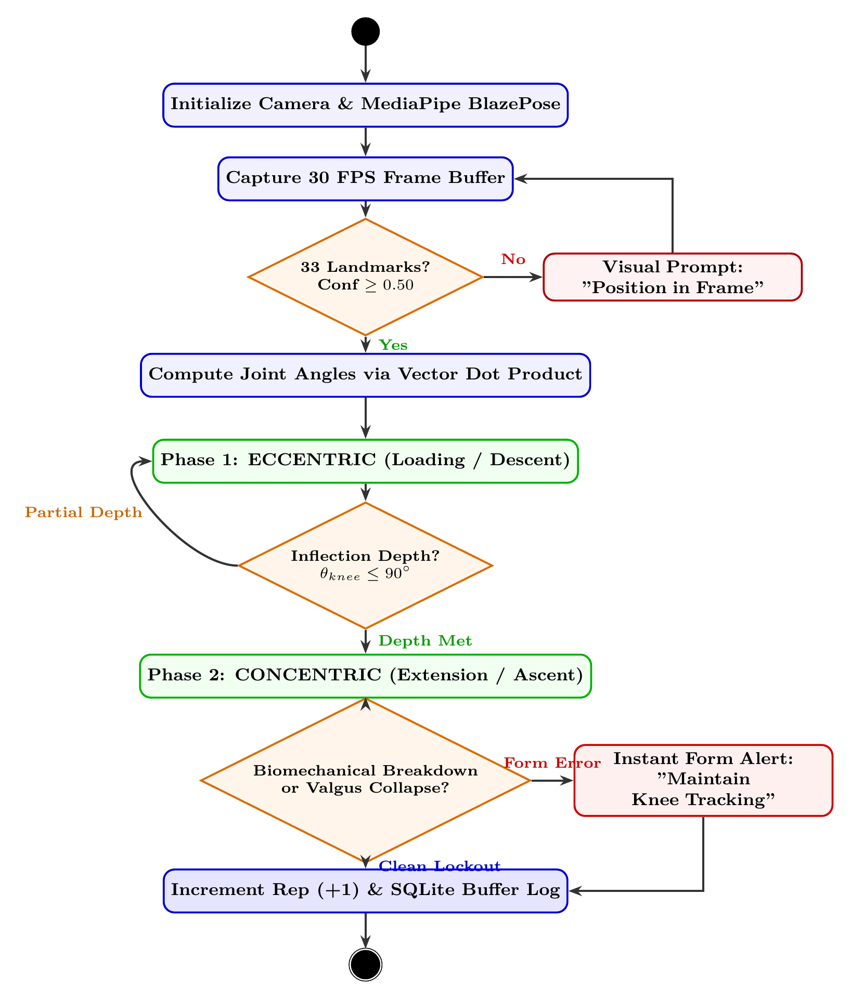 Initialize Camera & MediaPipe BlazePose
Capture 30 FPS Frame Buffer
33 Landmarks?
Conf ≥ 0.50
No
Visual Prompt:
"Position in Frame"
Yes
Compute Joint Angles via Vector Dot Product
Phase 1: ECCENTRIC (Loading / Descent)
Partial Depth
Inflection Depth?
θ_knee ≤ 90°
Depth Met
Phase 2: CONCENTRIC (Extension / Ascent)
Biomechanical Breakdown
or Valgus Collapse?
Form Error
Instant Form Alert:
"Maintain
Knee Tracking"
Clean Lockout
Increment Rep (+1) & SQLite Buffer Log